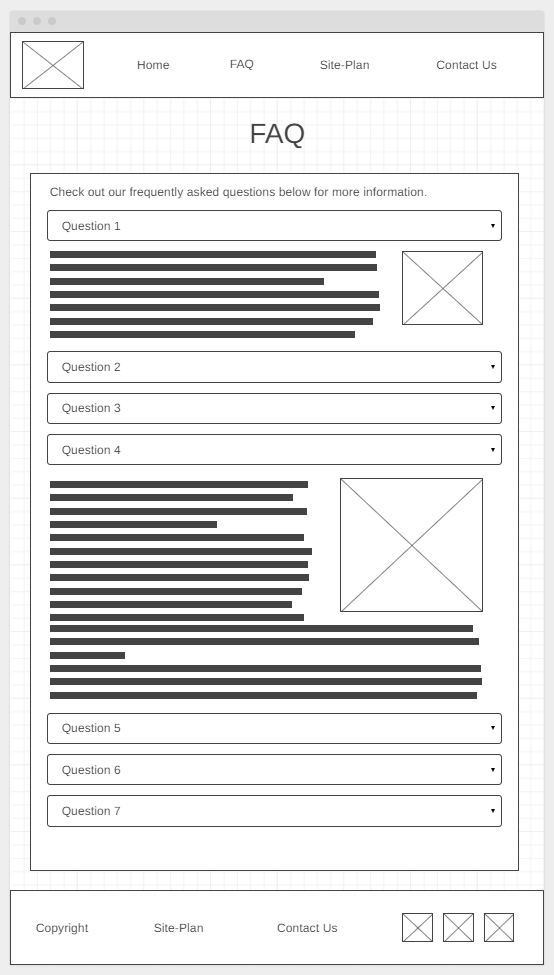 Home FAQ Site-Plan Contact Us
FAQ
Check out our frequently asked questions below for more information.
Question 1
Question 2
Question 3
Question 4
Question 5
Question 6
Question 7
Copyright Site-Plan Contact Us